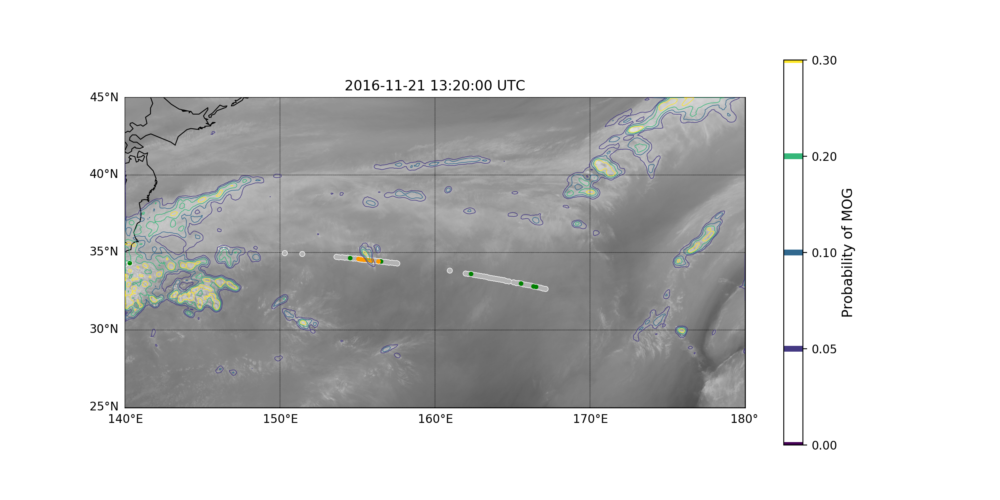 2016-11-21 13:20:00 UTC
45°N
40°N
35°N
30°N
25°N
140°E
150°E
160°E
170°E
180°
0.30
0.20
0.10
0.05
0.00
Probability of MOG